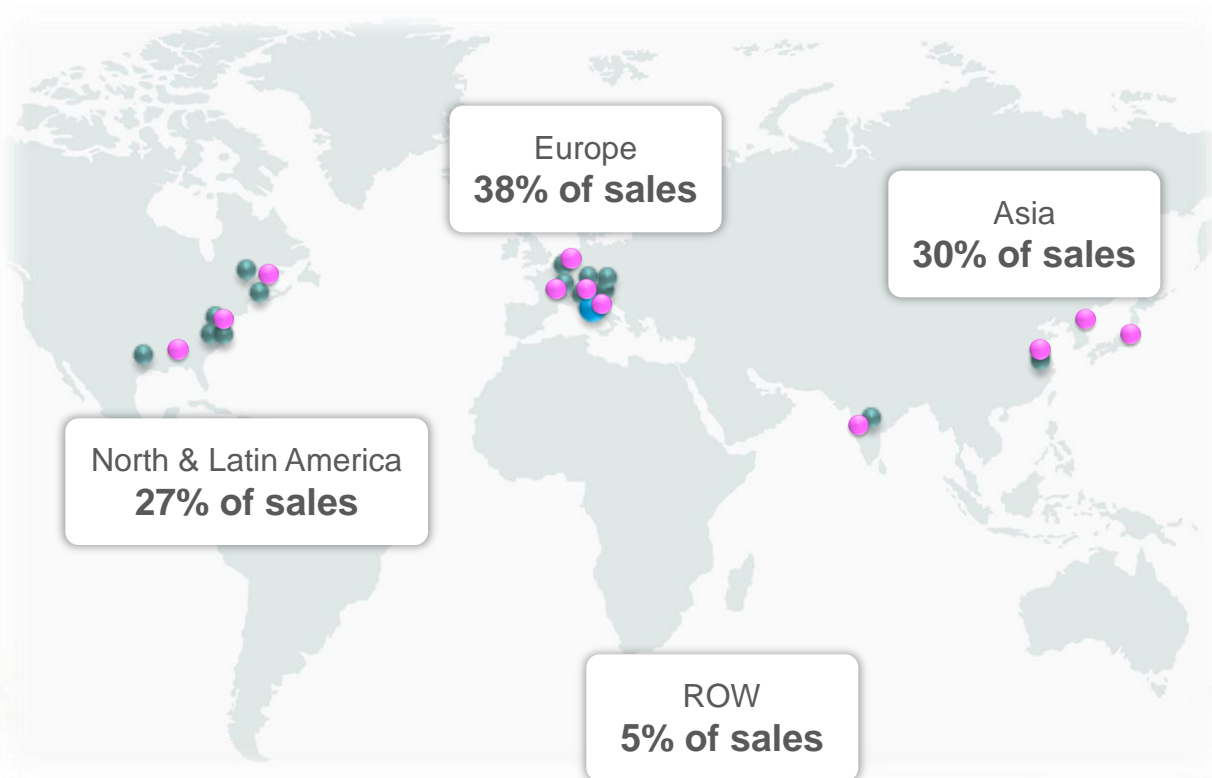 Europe
38% of sales
Asia
30% of sales
North & Latin America
27% of sales
ROW
5% of sales